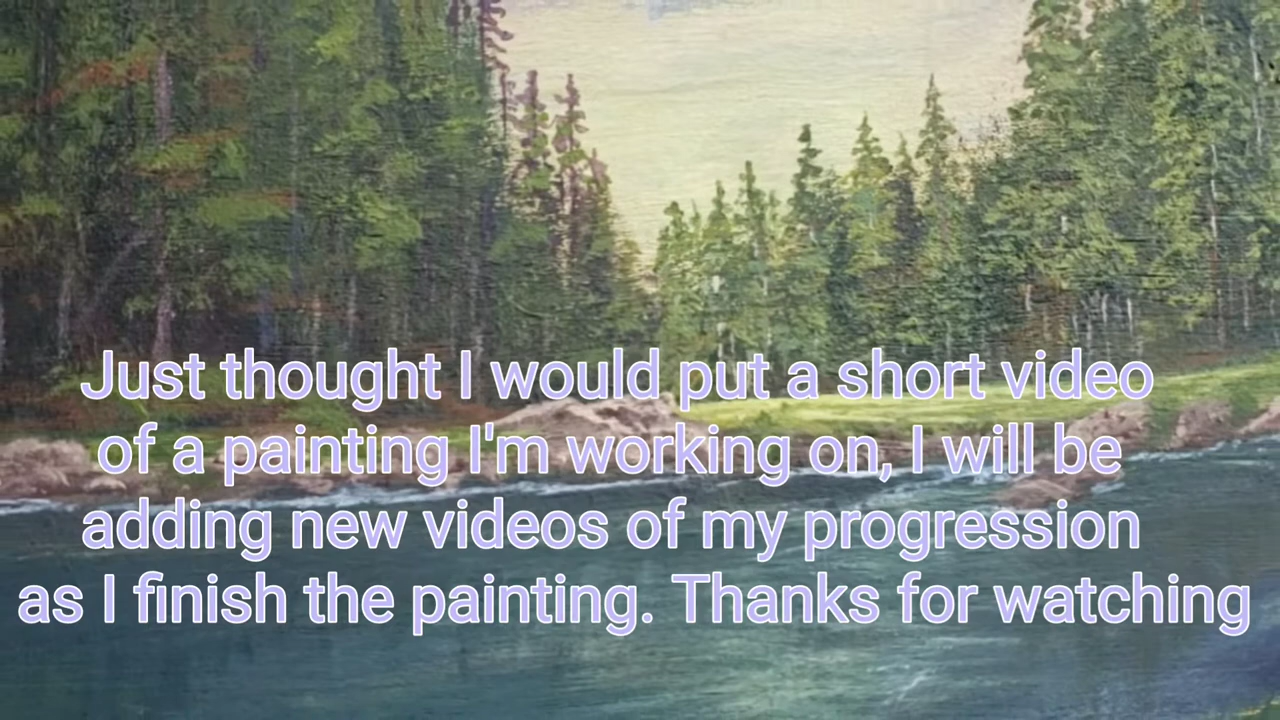 Just thought I would put a short video
of a painting I'm working on, I will be
adding new videos of my progression
as I finish the painting. Thanks for watching